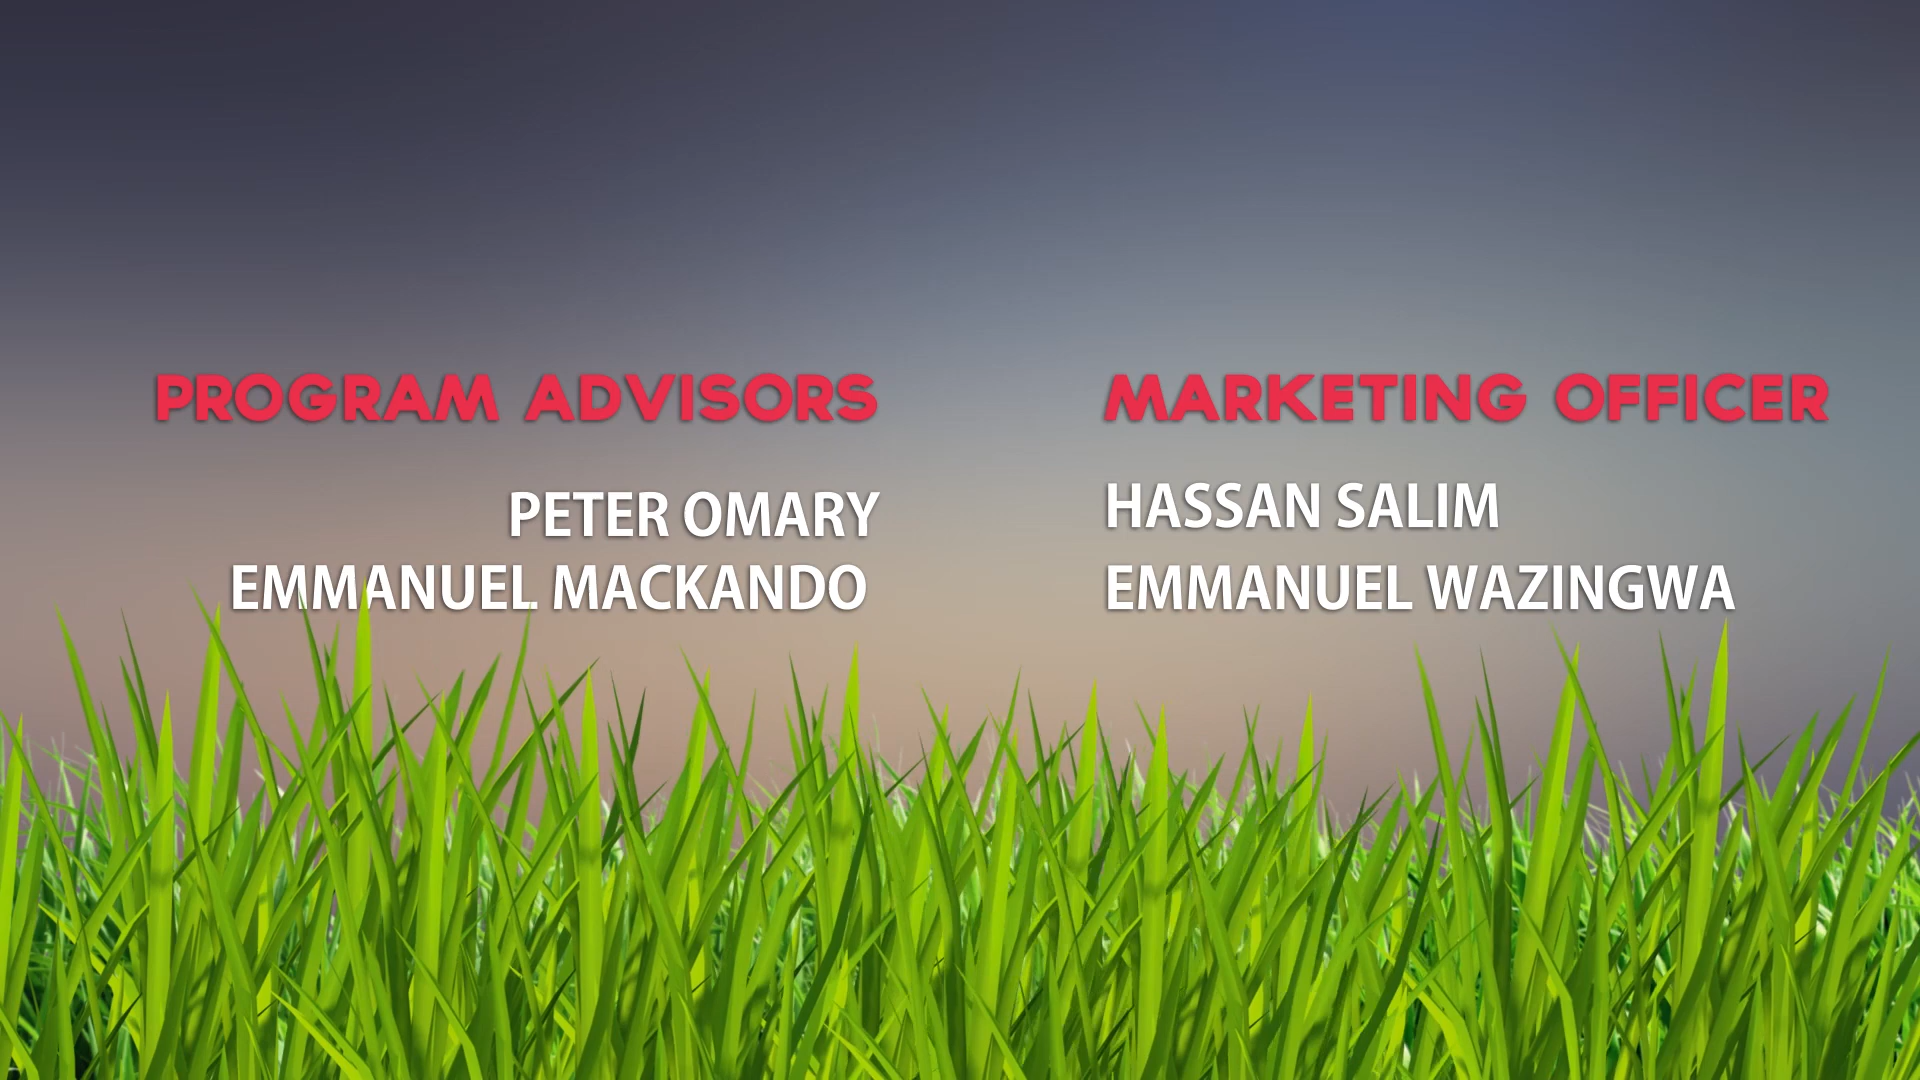 PROGRAM ADVISORS
PETER OMARY
EMMANUEL MACKANDO
MARKETING OFFICER
HASSAN SALIM
EMMANUEL WAZINGWA